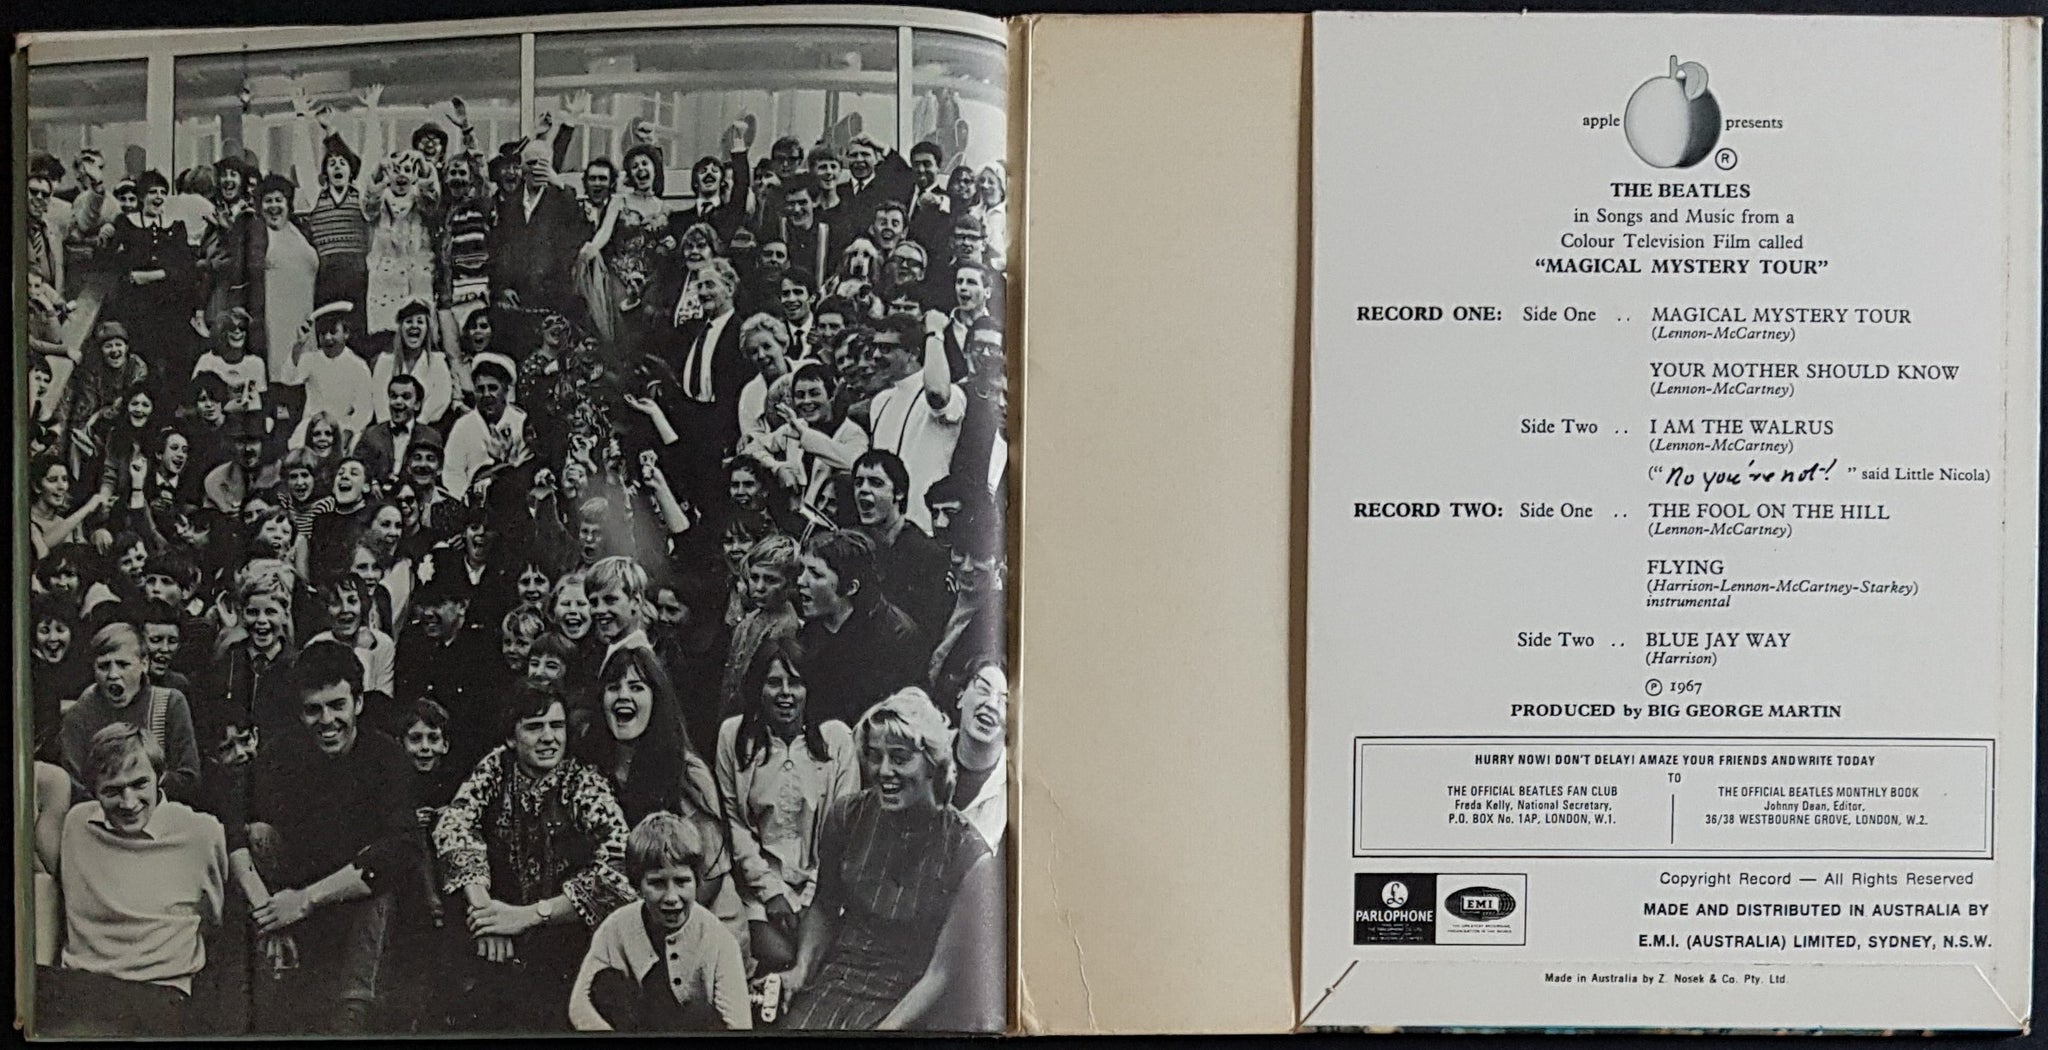 apple presents
®
THE BEATLES
in Songs and Music from a
Colour Television Film called
“MAGICAL MYSTERY TOUR”
RECORD ONE: Side One .. MAGICAL MYSTERY TOUR
(Lennon-McCartney)
YOUR MOTHER SHOULD KNOW
(Lennon-McCartney)
Side Two .. I AM THE WALRUS
(Lennon-McCartney)
(“ No you're not! ” said Little Nicola)
RECORD TWO: Side One .. THE FOOL ON THE HILL
(Lennon-McCartney)
FLYING
(Harrison-Lennon-McCartney-Starkey)
instrumental
Side Two .. BLUE JAY WAY
(Harrison)
℗ 1967
PRODUCED by BIG GEORGE MARTIN
HURRY NOW! DON'T DELAY! AMAZE YOUR FRIENDS AND WRITE TODAY
TO
THE OFFICIAL BEATLES FAN CLUB
Freda Kelly, National Secretary,
P.O. BOX No. 1AP, LONDON, W.1.
THE OFFICIAL BEATLES MONTHLY BOOK
Johnny Dean, Editor,
36/38 WESTBOURNE GROVE, LONDON, W.2.
PARLOPHONE
EMI
Copyright Record — All Rights Reserved
MADE AND DISTRIBUTED IN AUSTRALIA BY
E.M.I. (AUSTRALIA) LIMITED, SYDNEY, N.S.W.
Made in Australia by Z. Nosek & Co. Pty. Ltd.